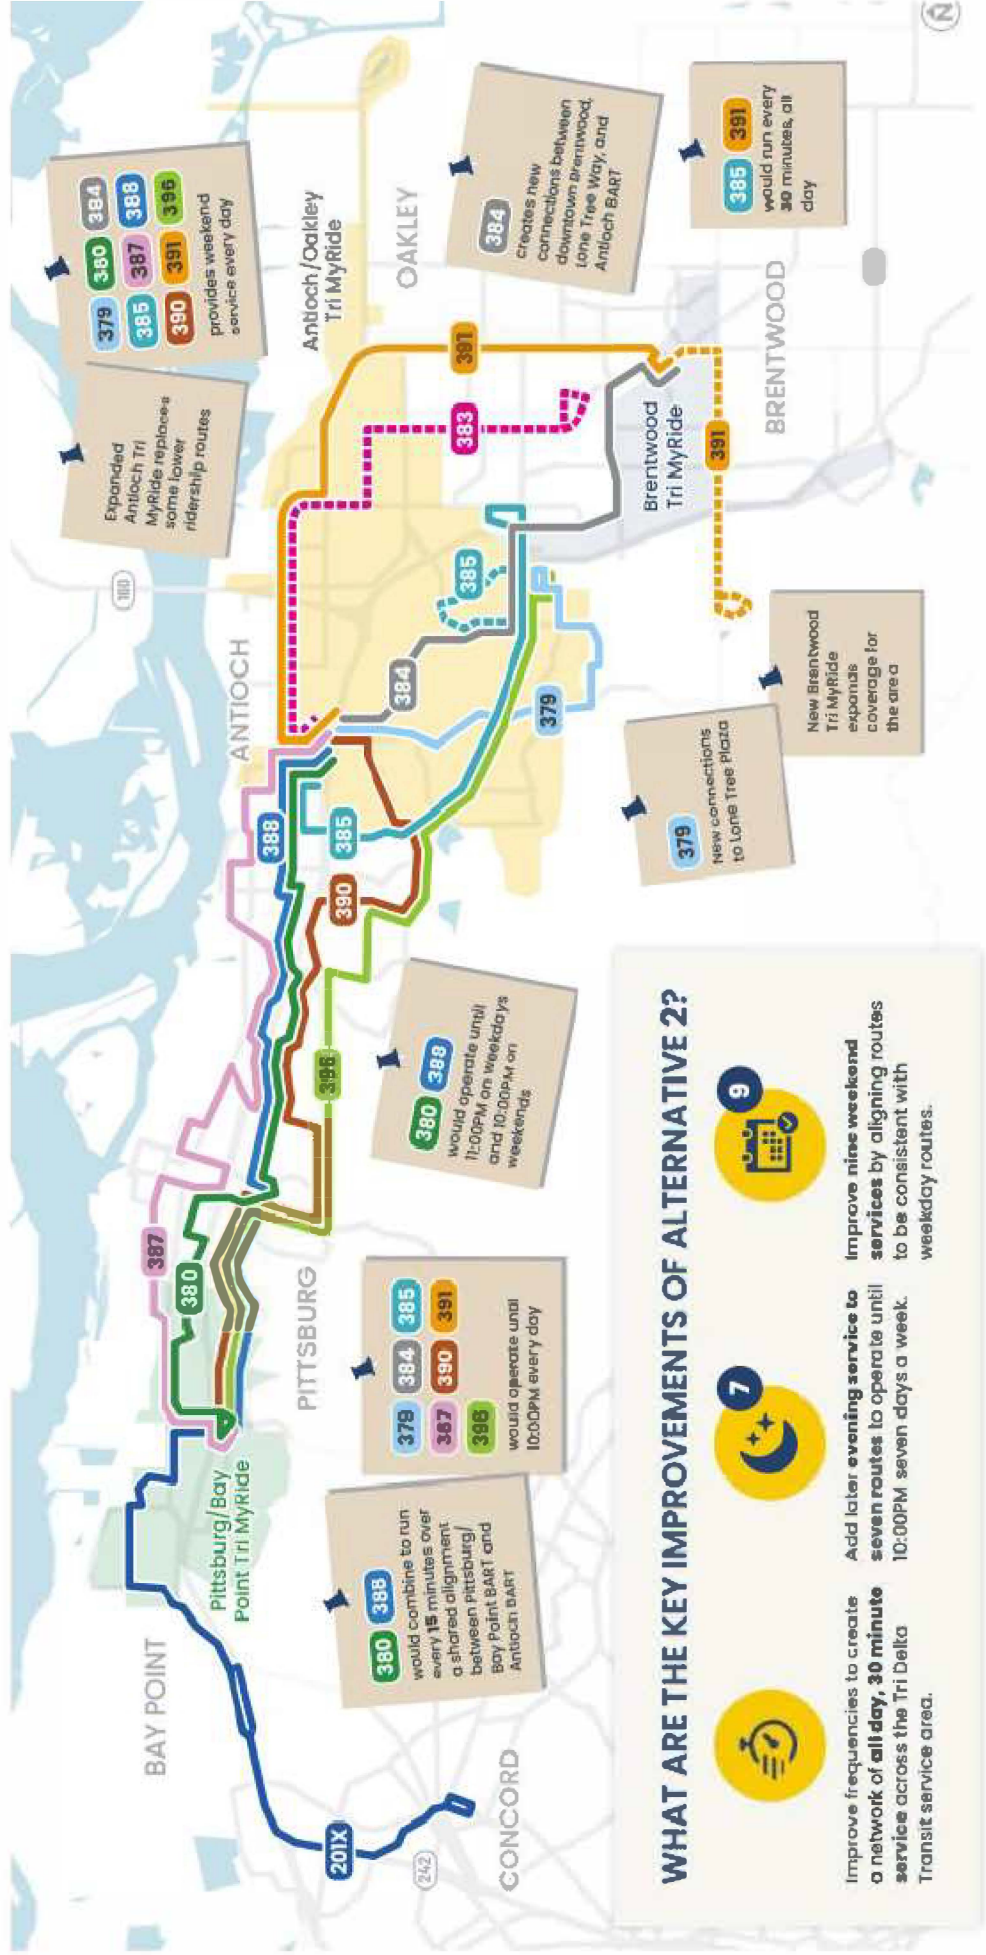 379 380 384
385 387 388
390 391 396
provides weekend
service every day
Expanded
Antioch Tri
MyRide replaces
some lower
ridership routes
384
creates new
connections between
downtown Brentwood,
Lone Tree Way, and
Antioch BART
385 391
would run every
30 minutes, all
day
New Brentwood
Tri MyRide
expands
coverage for
the area
379
New connections
to Lone Tree Plaza
380 388
would operate until
11:00PM on weekdays
and 10:00PM on
weekends
379 384 385
387 390 391
396
would operate until
10:00PM every day
380 388
would combine to run
every 15 minutes over
a shared alignment
between Pittsburg/
Bay Point BART and
Antioch BART
BAY POINT
CONCORD
PITTSBURG
ANTIOCH
OAKLEY
BRENTWOOD
Pittsburg/Bay
Point Tri MyRide
Antioch/Oakley
Tri MyRide
Brentwood
Tri MyRide
201X
242
160
387
380
388
385
390
396
384
379
385
383
391
391
N
WHAT ARE THE KEY IMPROVEMENTS OF ALTERNATIVE 2?
Improve frequencies to create
a network of all day, 30 minute
service across the Tri Delta
Transit service area.
7
Add later evening service to
seven routes to operate until
10:00PM seven days a week.
9
Improve nine weekend
services by aligning routes
to be consistent with
weekday routes.